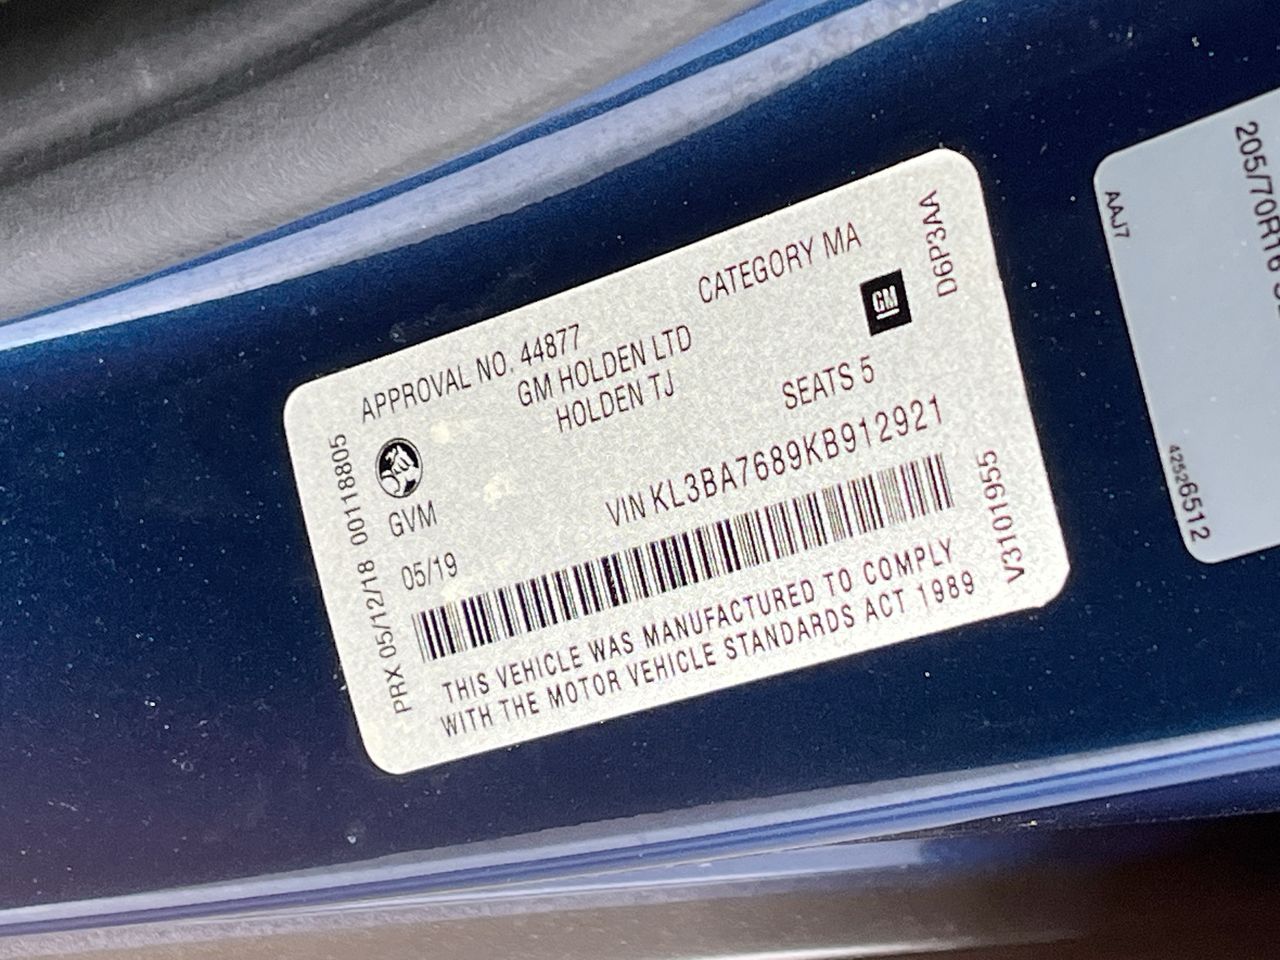 APPROVAL NO. 44877
CATEGORY MA
GM HOLDEN LTD
HOLDEN TJ
GM
D6P3AA
GVM
SEATS 5
05/19
VIN KL3BA7689KB912921
THIS VEHICLE WAS MANUFACTURED TO COMPLY
WITH THE MOTOR VEHICLE STANDARDS ACT 1989
PRX 05/12/18 00118805
V3101955
AAJ7
205/70R16
42526512